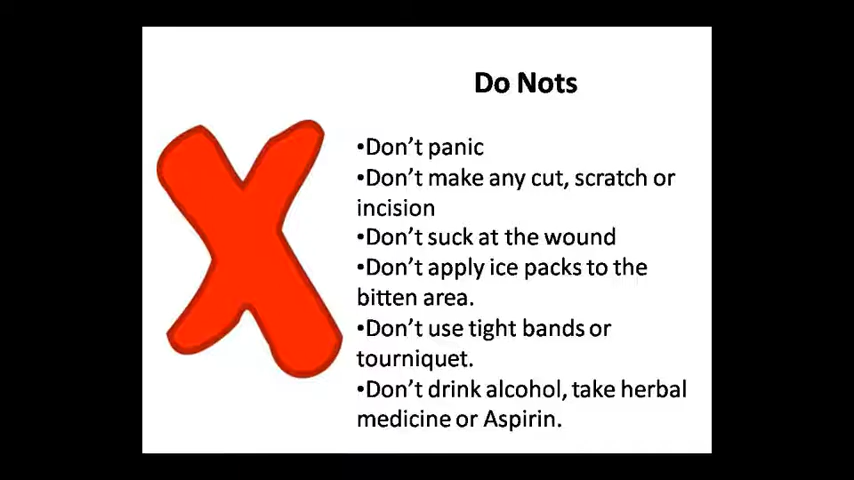 Do Nots
•Don't panic
•Don't make any cut, scratch or
incision
•Don't suck at the wound
•Don't apply ice packs to the
bitten area.
•Don't use tight bands or
tourniquet.
•Don't drink alcohol, take herbal
medicine or Aspirin.